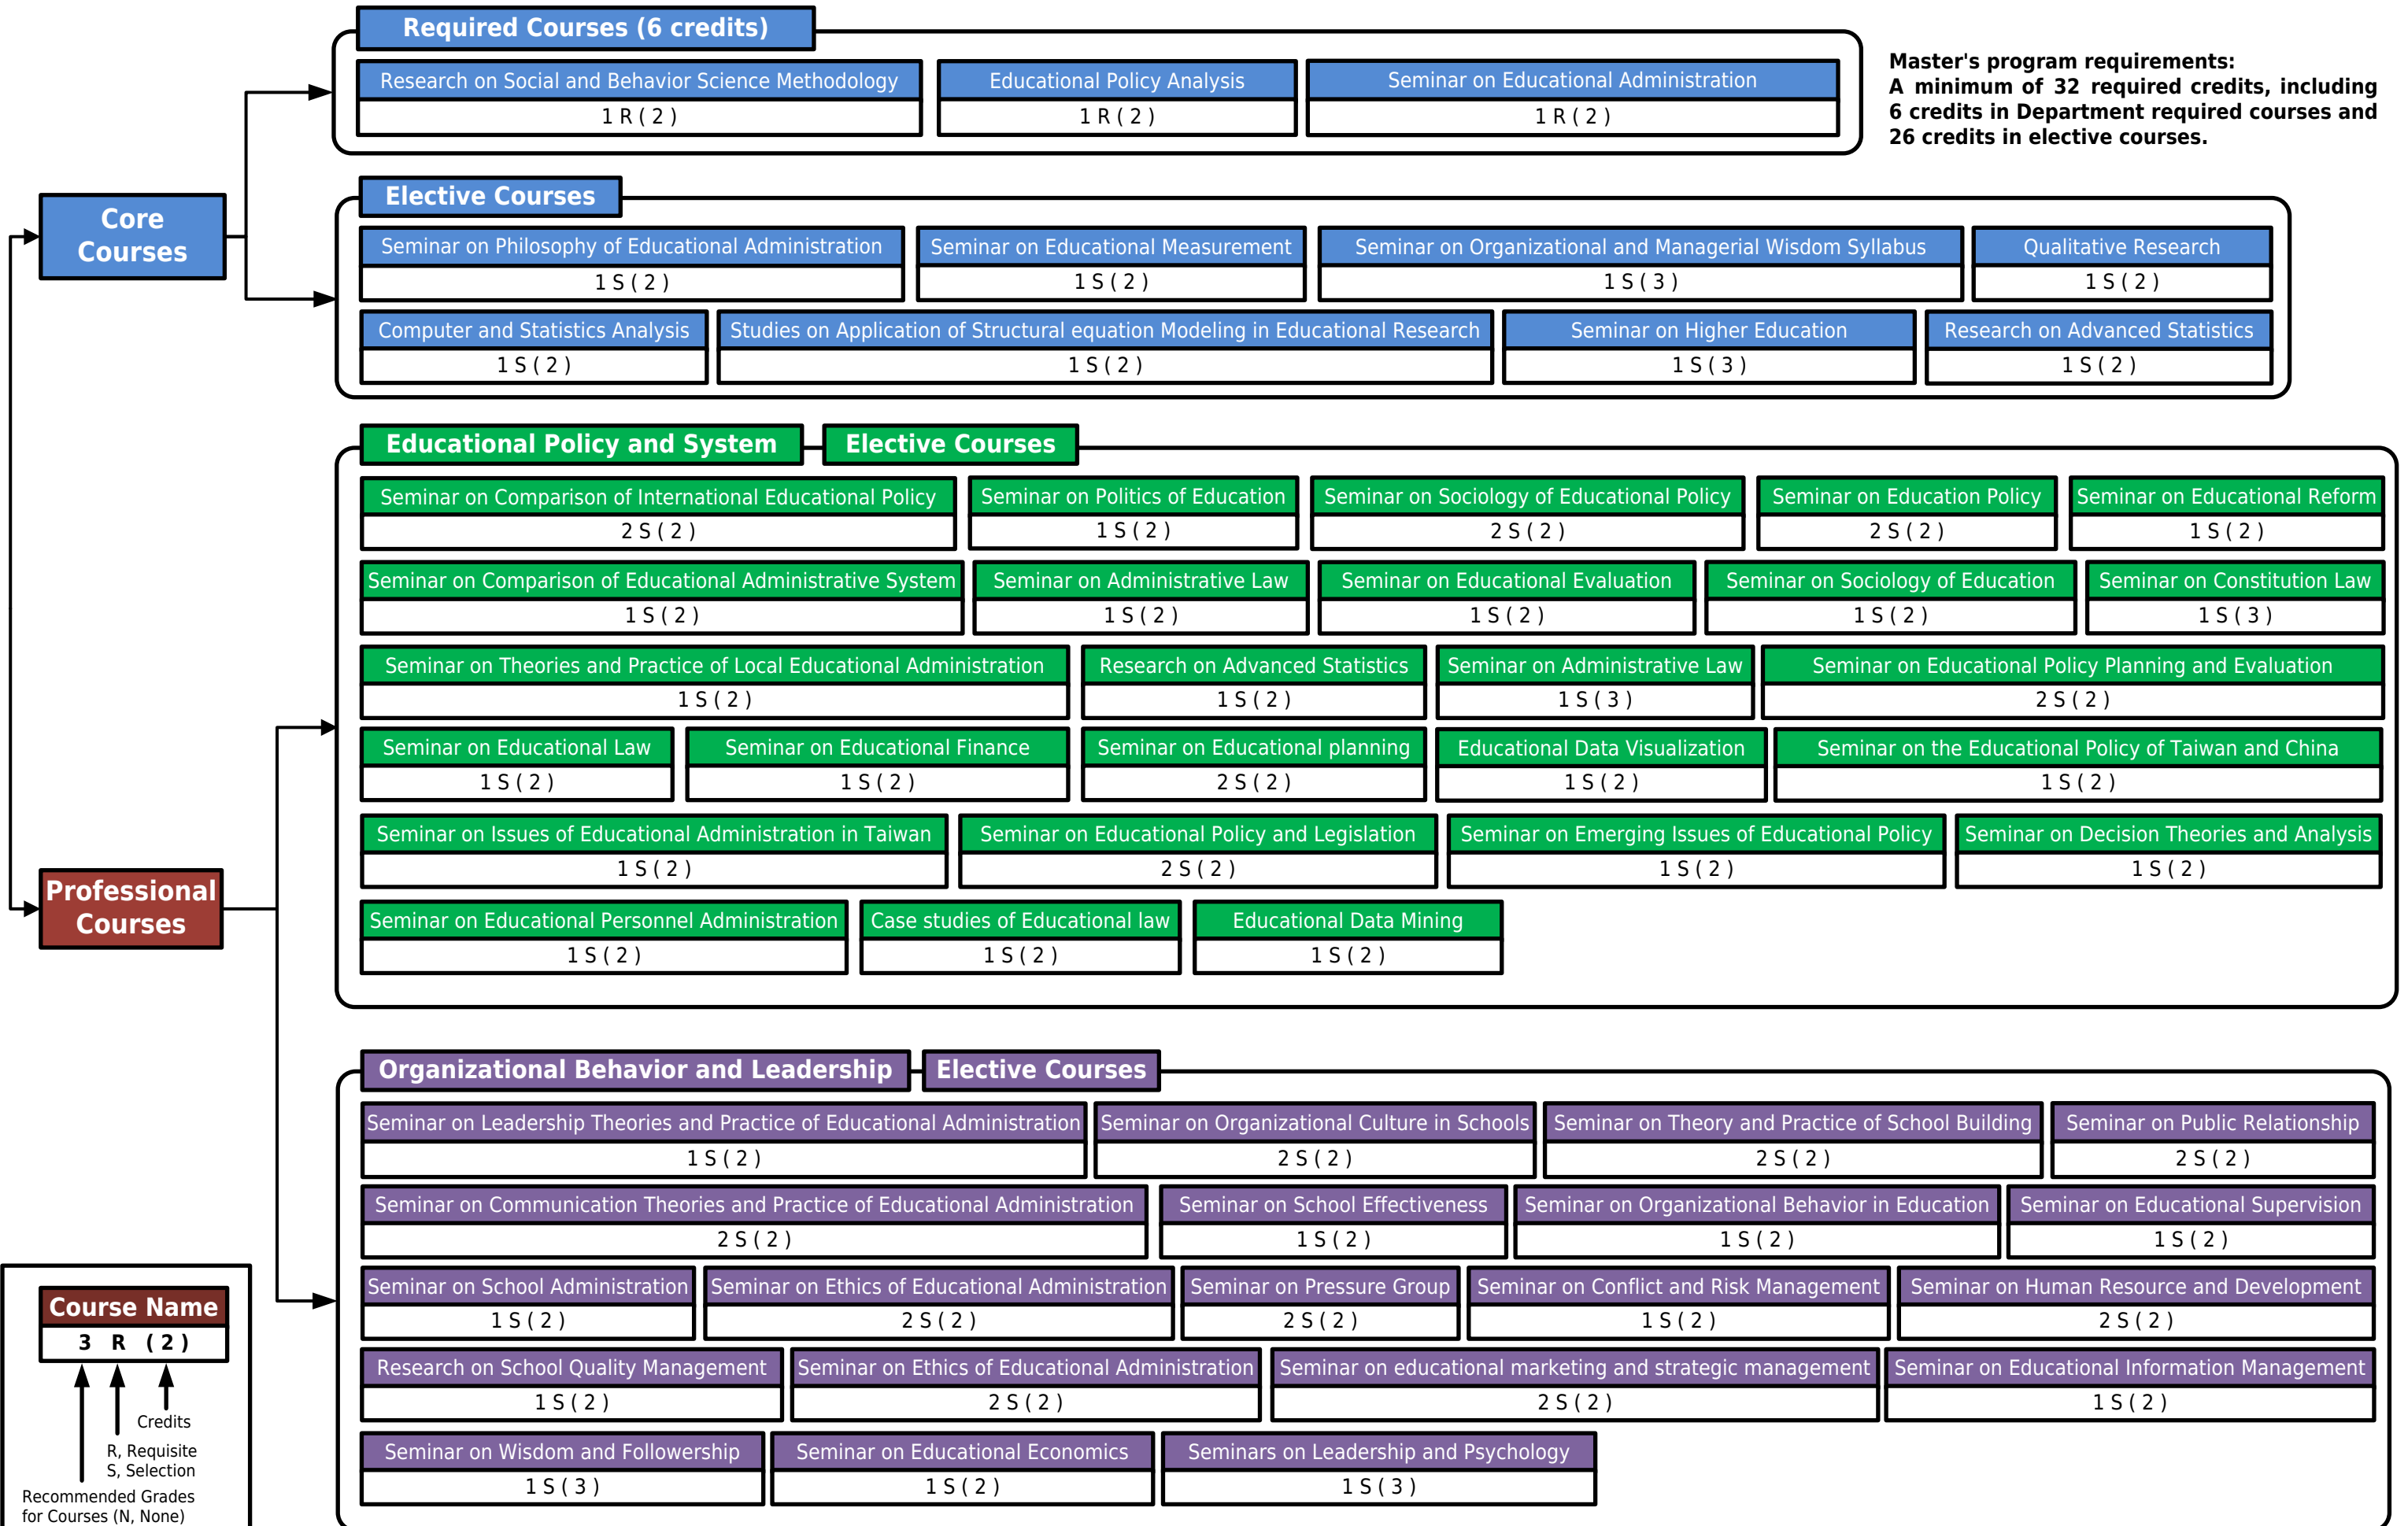 Required Courses (6 credits)
Research on Social and Behavior Science Methodology
1 R ( 2 )
Educational Policy Analysis
1 R ( 2 )
Seminar on Educational Administration
1 R ( 2 )
Master's program requirements:
A minimum of 32 required credits, including
6 credits in Department required courses and
26 credits in elective courses.
Core
Courses
Elective Courses
Seminar on Philosophy of Educational Administration
1 S ( 2 )
Seminar on Educational Measurement
1 S ( 2 )
Seminar on Organizational and Managerial Wisdom Syllabus
1 S ( 3 )
Qualitative Research
1 S ( 2 )
Computer and Statistics Analysis
1 S ( 2 )
Studies on Application of Structural equation Modeling in Educational Research
1 S ( 2 )
Seminar on Higher Education
1 S ( 3 )
Research on Advanced Statistics
1 S ( 2 )
Professional
Courses
Educational Policy and System
Elective Courses
Seminar on Comparison of International Educational Policy
2 S ( 2 )
Seminar on Politics of Education
1 S ( 2 )
Seminar on Sociology of Educational Policy
2 S ( 2 )
Seminar on Education Policy
2 S ( 2 )
Seminar on Educational Reform
1 S ( 2 )
Seminar on Comparison of Educational Administrative System
1 S ( 2 )
Seminar on Administrative Law
1 S ( 2 )
Seminar on Educational Evaluation
1 S ( 2 )
Seminar on Sociology of Education
1 S ( 2 )
Seminar on Constitution Law
1 S ( 3 )
Seminar on Theories and Practice of Local Educational Administration
1 S ( 2 )
Research on Advanced Statistics
1 S ( 2 )
Seminar on Administrative Law
1 S ( 3 )
Seminar on Educational Policy Planning and Evaluation
2 S ( 2 )
Seminar on Educational Law
1 S ( 2 )
Seminar on Educational Finance
1 S ( 2 )
Seminar on Educational planning
2 S ( 2 )
Educational Data Visualization
1 S ( 2 )
Seminar on the Educational Policy of Taiwan and China
1 S ( 2 )
Seminar on Issues of Educational Administration in Taiwan
1 S ( 2 )
Seminar on Educational Policy and Legislation
2 S ( 2 )
Seminar on Emerging Issues of Educational Policy
1 S ( 2 )
Seminar on Decision Theories and Analysis
1 S ( 2 )
Seminar on Educational Personnel Administration
1 S ( 2 )
Case studies of Educational law
1 S ( 2 )
Educational Data Mining
1 S ( 2 )
Organizational Behavior and Leadership
Elective Courses
Seminar on Leadership Theories and Practice of Educational Administration
1 S ( 2 )
Seminar on Organizational Culture in Schools
2 S ( 2 )
Seminar on Theory and Practice of School Building
2 S ( 2 )
Seminar on Public Relationship
2 S ( 2 )
Seminar on Communication Theories and Practice of Educational Administration
2 S ( 2 )
Seminar on School Effectiveness
1 S ( 2 )
Seminar on Organizational Behavior in Education
1 S ( 2 )
Seminar on Educational Supervision
1 S ( 2 )
Seminar on School Administration
1 S ( 2 )
Seminar on Ethics of Educational Administration
2 S ( 2 )
Seminar on Pressure Group
2 S ( 2 )
Seminar on Conflict and Risk Management
1 S ( 2 )
Seminar on Human Resource and Development
2 S ( 2 )
Research on School Quality Management
1 S ( 2 )
Seminar on Ethics of Educational Administration
2 S ( 2 )
Seminar on educational marketing and strategic management
2 S ( 2 )
Seminar on Educational Information Management
1 S ( 2 )
Seminar on Wisdom and Followership
1 S ( 3 )
Seminar on Educational Economics
1 S ( 2 )
Seminars on Leadership and Psychology
1 S ( 3 )
Course Name
3 R ( 2 )
Credits
R, Requisite
S, Selection
Recommended Grades
for Courses (N, None)